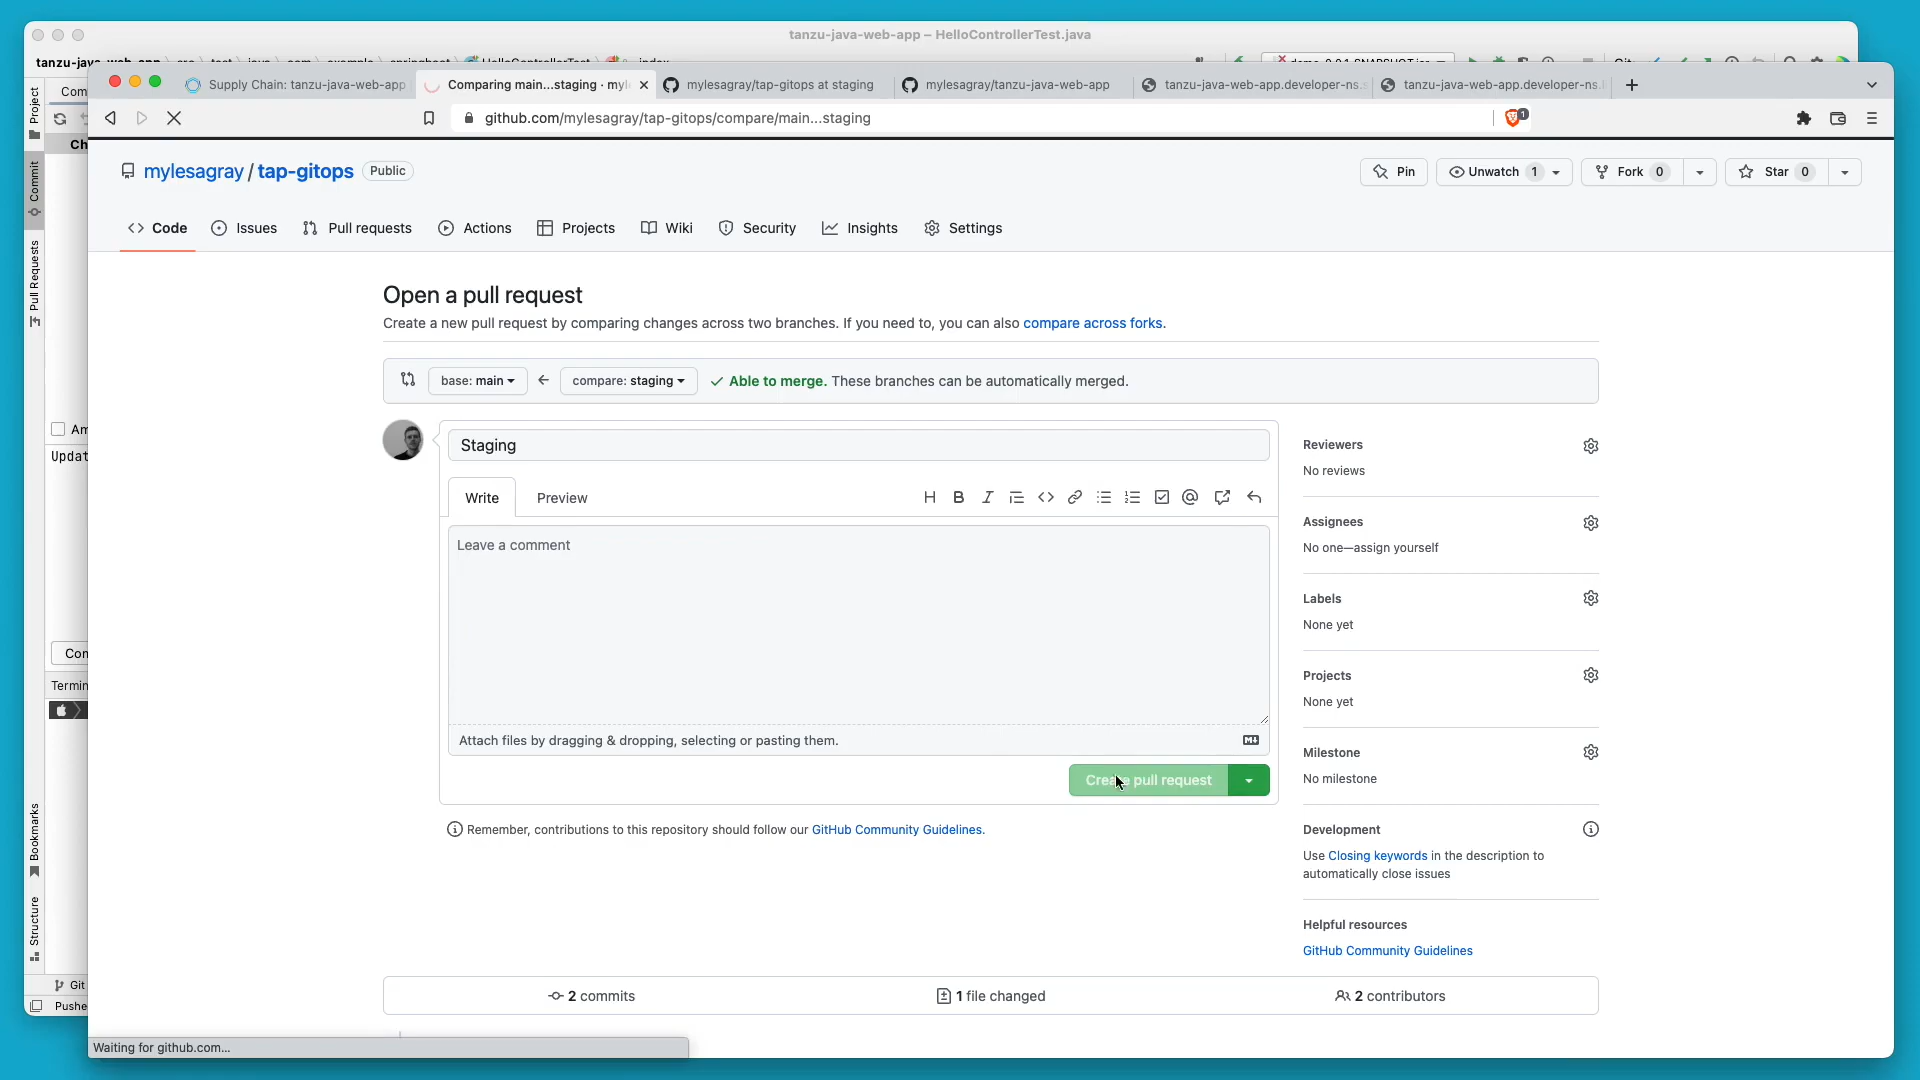 tanzu-java-web-app – HelloControllerTest.java
Supply Chain: tanzu-java-web-app
Comparing main...staging · myl
mylesagray/tap-gitops at staging
mylesagray/tanzu-java-web-app
tanzu-java-web-app.developer-ns.s
tanzu-java-web-app.developer-ns.l
github.com/mylesagray/tap-gitops/compare/main...staging
1
mylesagray / tap-gitops Public
Pin
Unwatch 1
Fork 0
Star 0
Code
Issues
Pull requests
Actions
Projects
Wiki
Security
Insights
Settings
Open a pull request
Create a new pull request by comparing changes across two branches. If you need to, you can also compare across forks.
base: main
compare: staging
Able to merge. These branches can be automatically merged.
Staging
Write
Preview
Leave a comment
Attach files by dragging & dropping, selecting or pasting them.
Create pull request
Remember, contributions to this repository should follow our GitHub Community Guidelines.
Reviewers
No reviews
Assignees
No one—assign yourself
Labels
None yet
Projects
None yet
Milestone
No milestone
Development
Use Closing keywords in the description to
automatically close issues
Helpful resources
GitHub Community Guidelines
2 commits
1 file changed
2 contributors
Waiting for github.com...
Project
Commit
Pull Requests
Bookmarks
Structure
Com
Ch
Am
Updat
Con
Termin
Git
Pushe